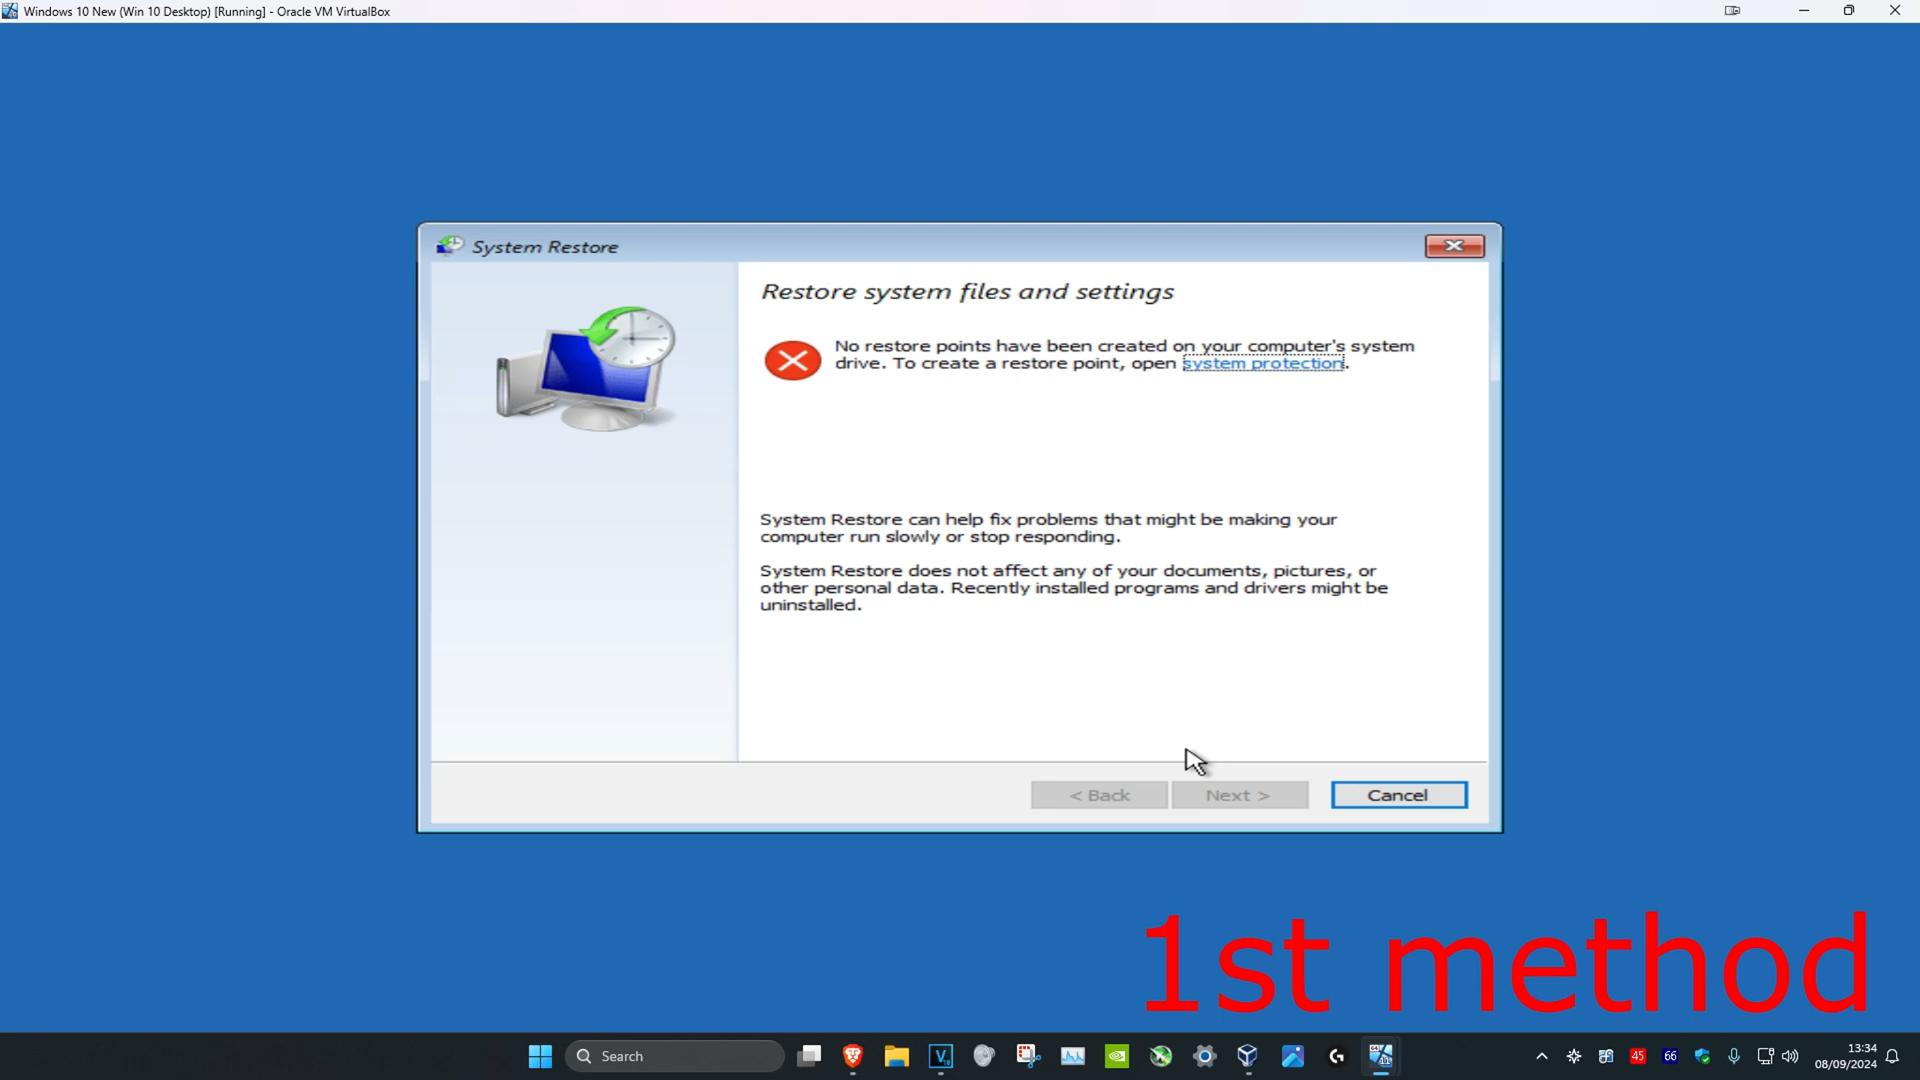 Windows 10 New (Win 10 Desktop) [Running] - Oracle VM VirtualBox
System Restore
Restore system files and settings
No restore points have been created on your computer's system
drive. To create a restore point, open system protection.
System Restore can help fix problems that might be making your
computer run slowly or stop responding.
System Restore does not affect any of your documents, pictures, or
other personal data. Recently installed programs and drivers might be
uninstalled.
< Back
Next >
Cancel
1st method
Search
45
66
13:34
08/09/2024